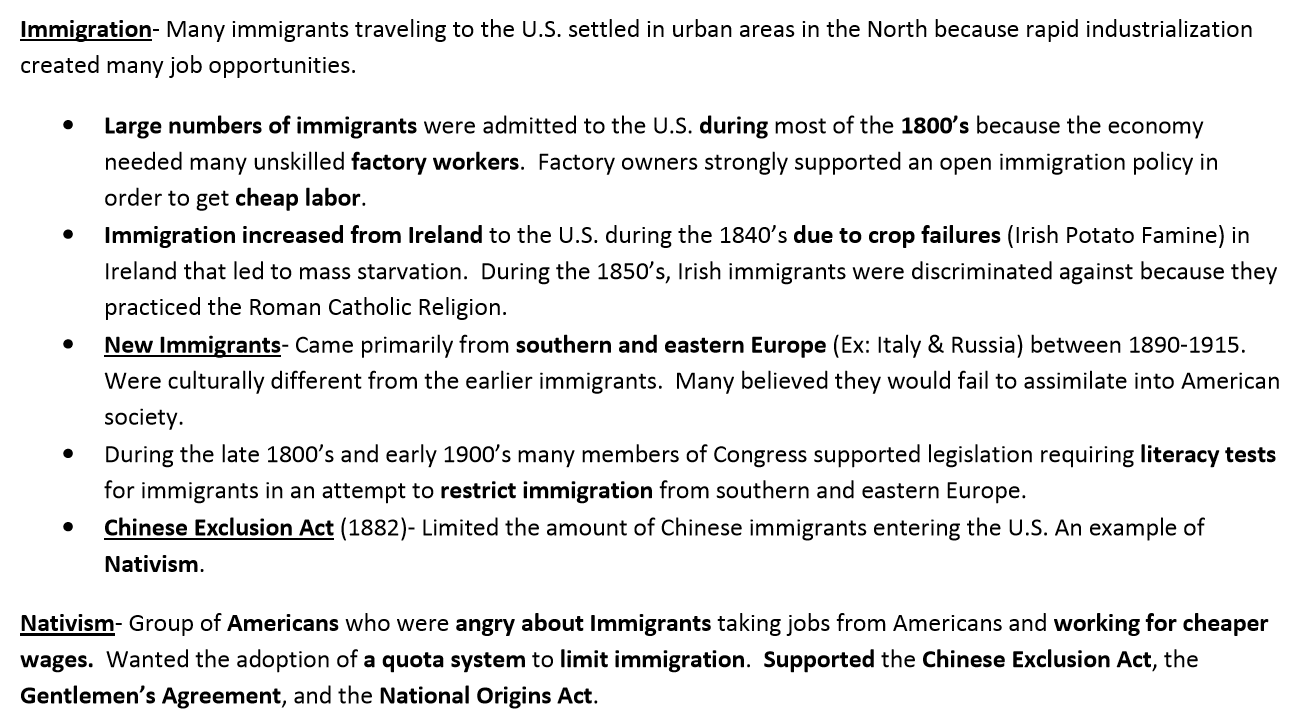 Immigration- Many immigrants traveling to the U.S. settled in urban areas in the North because rapid industrialization
created many job opportunities.
• Large numbers of immigrants were admitted to the U.S. during most of the 1800’s because the economy
needed many unskilled factory workers.  Factory owners strongly supported an open immigration policy in
order to get cheap labor.
• Immigration increased from Ireland to the U.S. during the 1840’s due to crop failures (Irish Potato Famine) in
Ireland that led to mass starvation.  During the 1850’s, Irish immigrants were discriminated against because they
practiced the Roman Catholic Religion.
• New Immigrants- Came primarily from southern and eastern Europe (Ex: Italy & Russia) between 1890-1915.
Were culturally different from the earlier immigrants.  Many believed they would fail to assimilate into American
society.
• During the late 1800’s and early 1900’s many members of Congress supported legislation requiring literacy tests
for immigrants in an attempt to restrict immigration from southern and eastern Europe.
• Chinese Exclusion Act (1882)- Limited the amount of Chinese immigrants entering the U.S. An example of
Nativism.
Nativism- Group of Americans who were angry about Immigrants taking jobs from Americans and working for cheaper
wages.  Wanted the adoption of a quota system to limit immigration.  Supported the Chinese Exclusion Act, the
Gentlemen’s Agreement, and the National Origins Act.